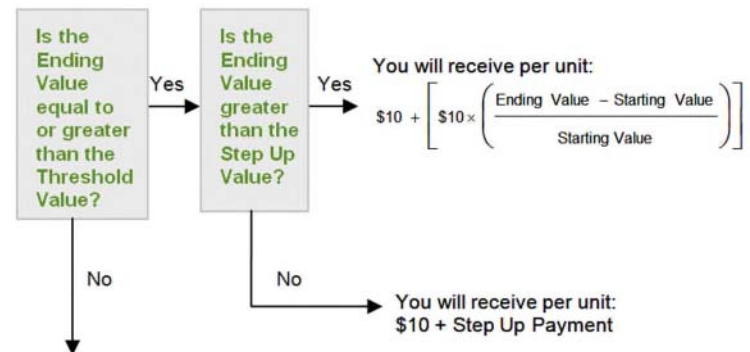 Is the
Ending
Value
equal to
or greater
than the
Threshold
Value?
Yes
Is the
Ending
Value
greater
than the
Step Up
Value?
Yes
You will receive per unit:
$10 + [ $10 × ( Ending Value – Starting Value / Starting Value ) ]
No
No
You will receive per unit:
$10 + Step Up Payment